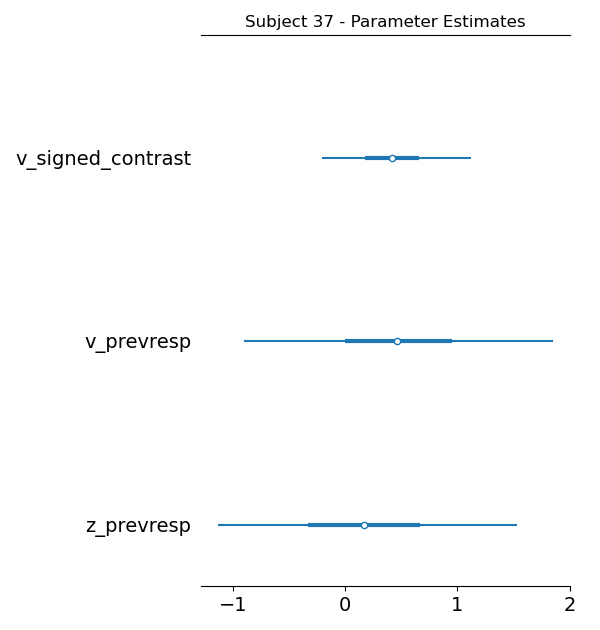 Subject 37 - Parameter Estimates
v_signed_contrast
v_prevresp
z_prevresp
−1 0 1 2